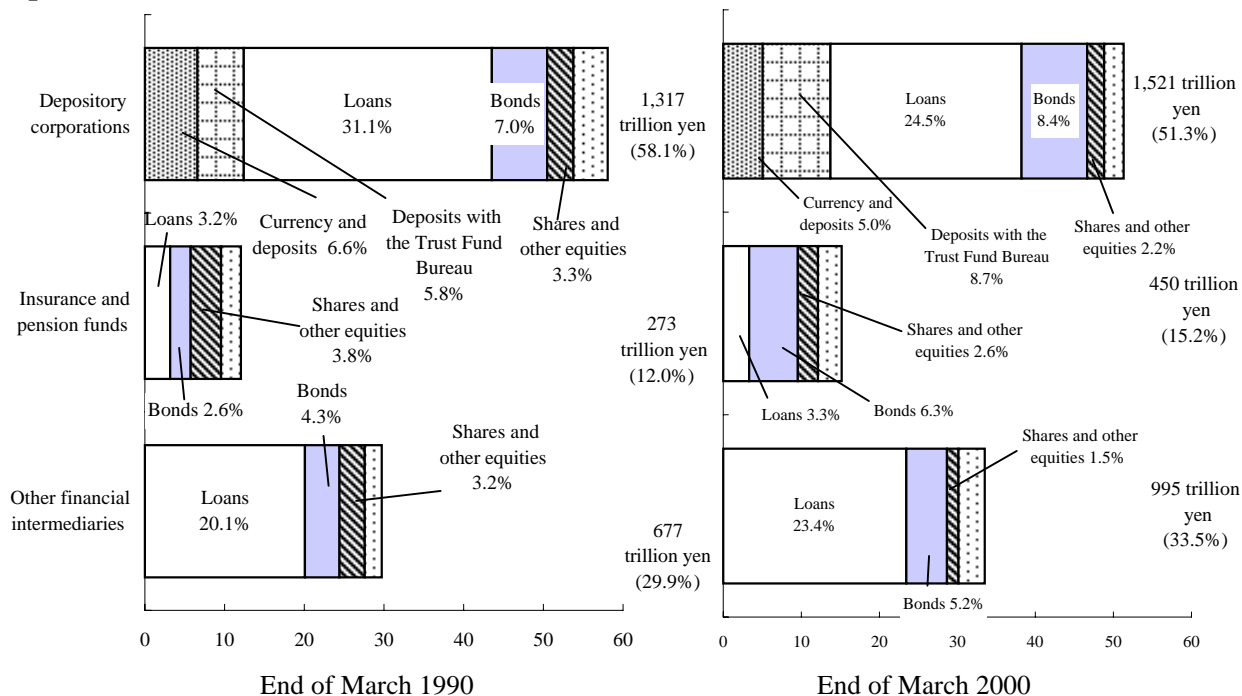 Depository
corporations
Loans
31.1%
Bonds
7.0%
1,317
trillion yen
(58.1%)
Currency and
deposits 6.6%
Deposits with
the Trust Fund
Bureau
5.8%
Shares and
other equities
3.3%
Insurance and
pension funds
Loans 3.2%
Bonds 2.6%
Shares and
other equities
3.8%
273
trillion yen
(12.0%)
Other financial
intermediaries
Loans
20.1%
Bonds
4.3%
Shares and
other equities
3.2%
677
trillion yen
(29.9%)
0 10 20 30 40 50 60
End of March 1990
Loans
24.5%
Bonds
8.4%
1,521 trillion
yen
(51.3%)
Currency and
deposits 5.0%
Deposits with the
Trust Fund Bureau
8.7%
Shares and other
equities 2.2%
450 trillion
yen
(15.2%)
Shares and other
equities 2.6%
Loans 3.3%
Bonds 6.3%
Shares and other
equities 1.5%
Loans
23.4%
995 trillion
yen
(33.5%)
Bonds 5.2%
0 10 20 30 40 50 60
End of March 2000